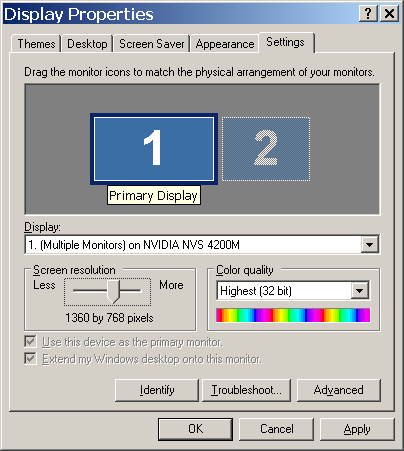 Display Properties
Themes Desktop Screen Saver Appearance Settings
Drag the monitor icons to match the physical arrangement of your monitors.
1 2
Primary Display
Display:
1. (Multiple Monitors) on NVIDIA NVS 4200M
Screen resolution
Less More
1360 by 768 pixels
Color quality
Highest (32 bit)
Use this device as the primary monitor.
Extend my Windows desktop onto this monitor.
Identify Troubleshoot... Advanced
OK Cancel Apply